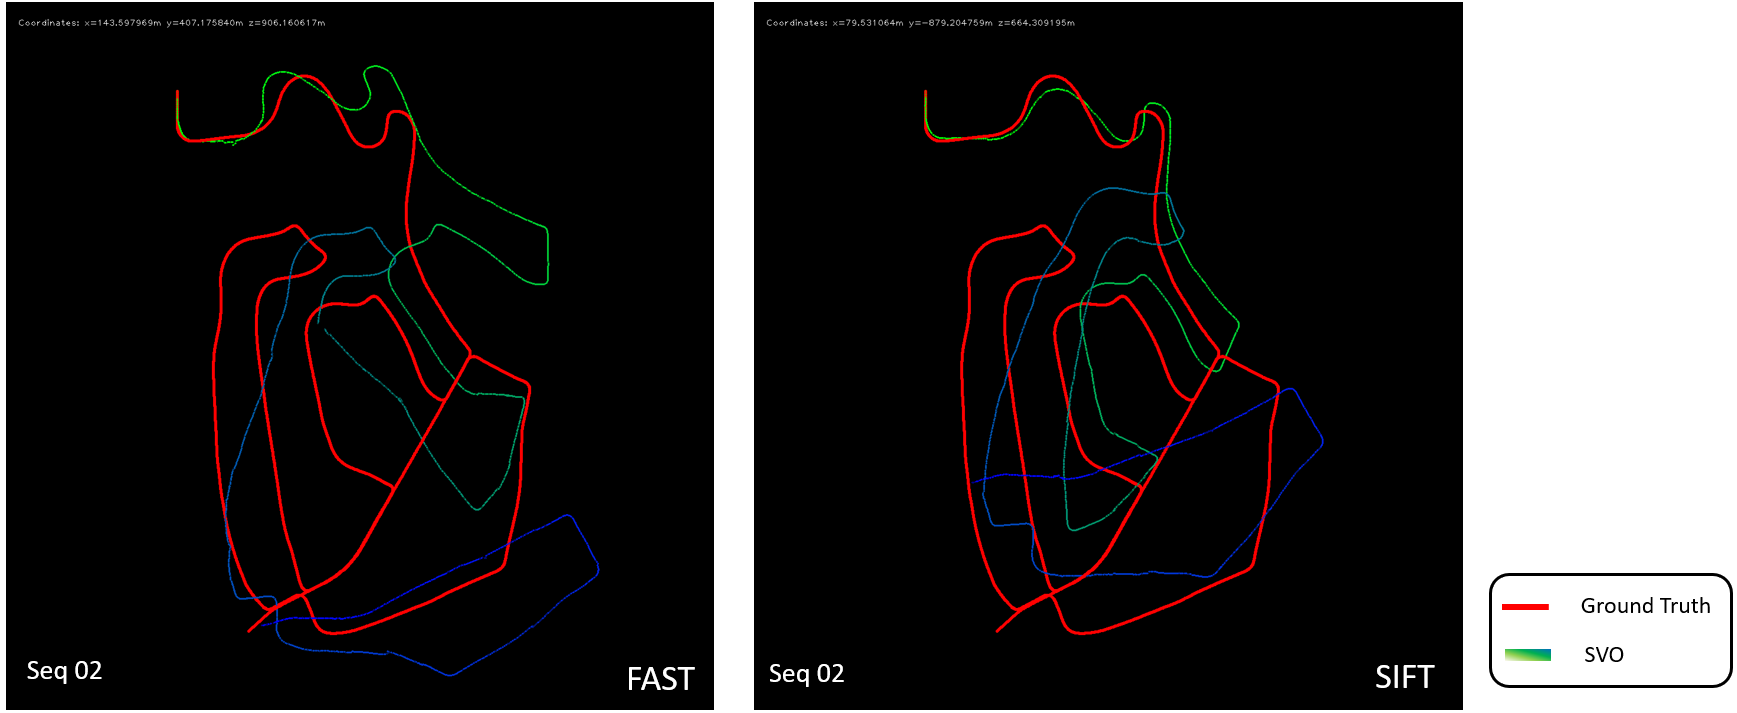 Coordinates: x=143.597969m y=407.175840m z=906.160617m
Coordinates: x=79.531064m y=-879.204759m z=664.309195m
Seq 02
FAST
Seq 02
SIFT
Ground Truth
SVO